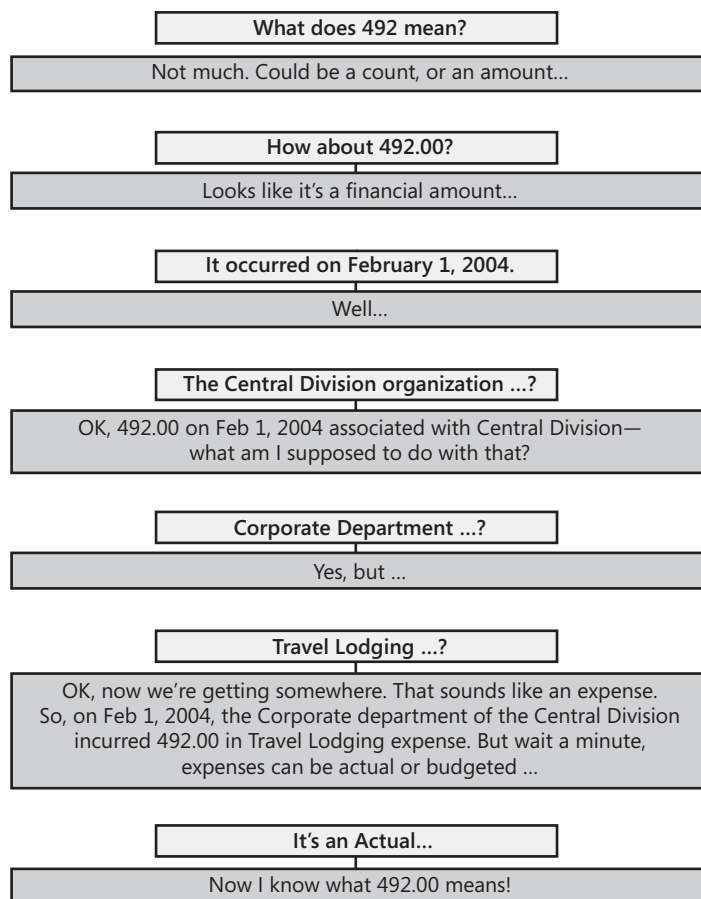 What does 492 mean?
Not much. Could be a count, or an amount...
How about 492.00?
Looks like it's a financial amount...
It occurred on February 1, 2004.
Well...
The Central Division organization ...?
OK, 492.00 on Feb 1, 2004 associated with Central Division—
what am I supposed to do with that?
Corporate Department ...?
Yes, but ...
Travel Lodging ...?
OK, now we're getting somewhere. That sounds like an expense.
So, on Feb 1, 2004, the Corporate department of the Central Division
incurred 492.00 in Travel Lodging expense. But wait a minute,
expenses can be actual or budgeted ...
It's an Actual...
Now I know what 492.00 means!